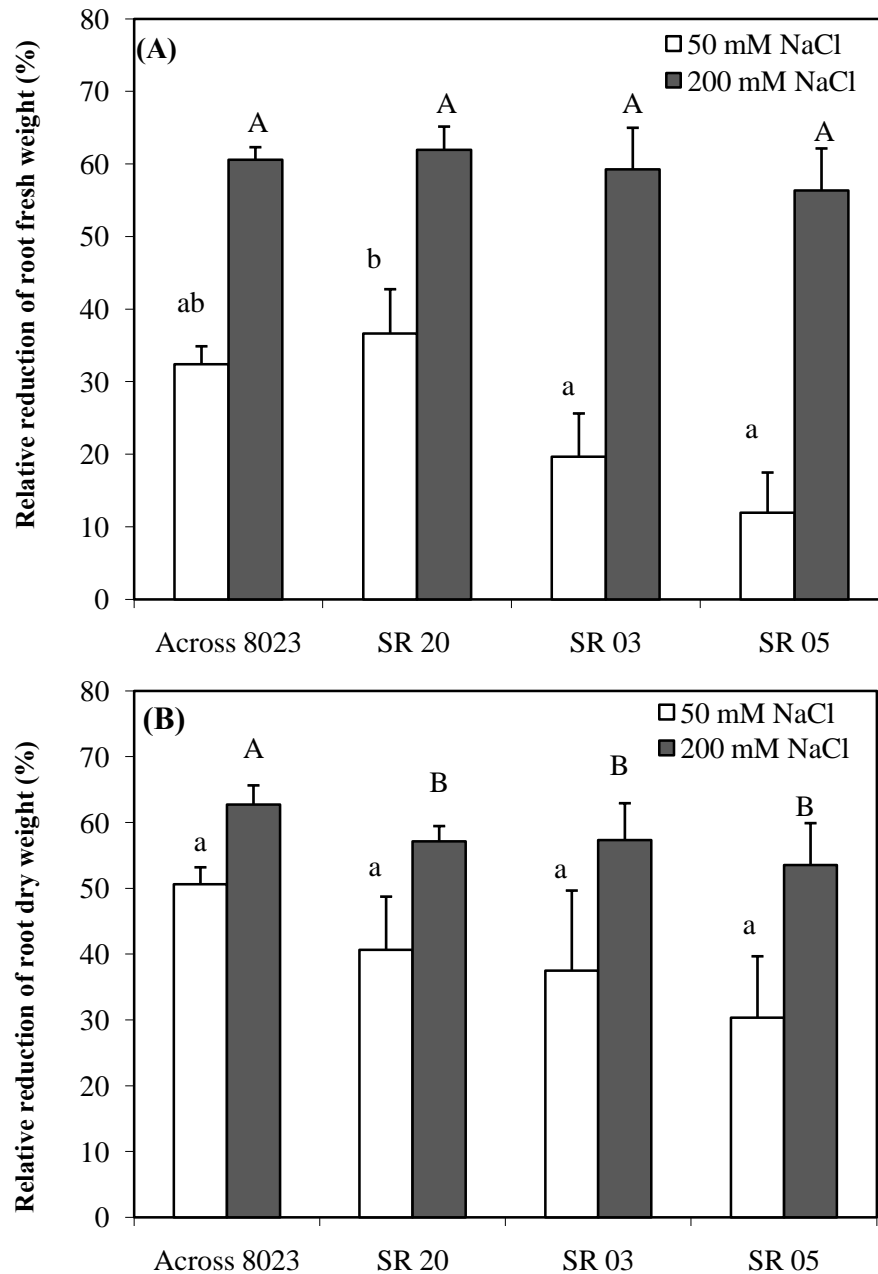 Relative reduction of root fresh weight (%)
80
70
60
50
40
30
20
10
0
(A)
50 mM NaCl
200 mM NaCl
A
A
A
A
ab
b
a
a
Across 8023
SR 20
SR 03
SR 05
Relative reduction of root dry weight (%)
80
70
60
50
40
30
20
10
0
(B)
50 mM NaCl
200 mM NaCl
A
B
B
B
a
a
a
a
Across 8023
SR 20
SR 03
SR 05